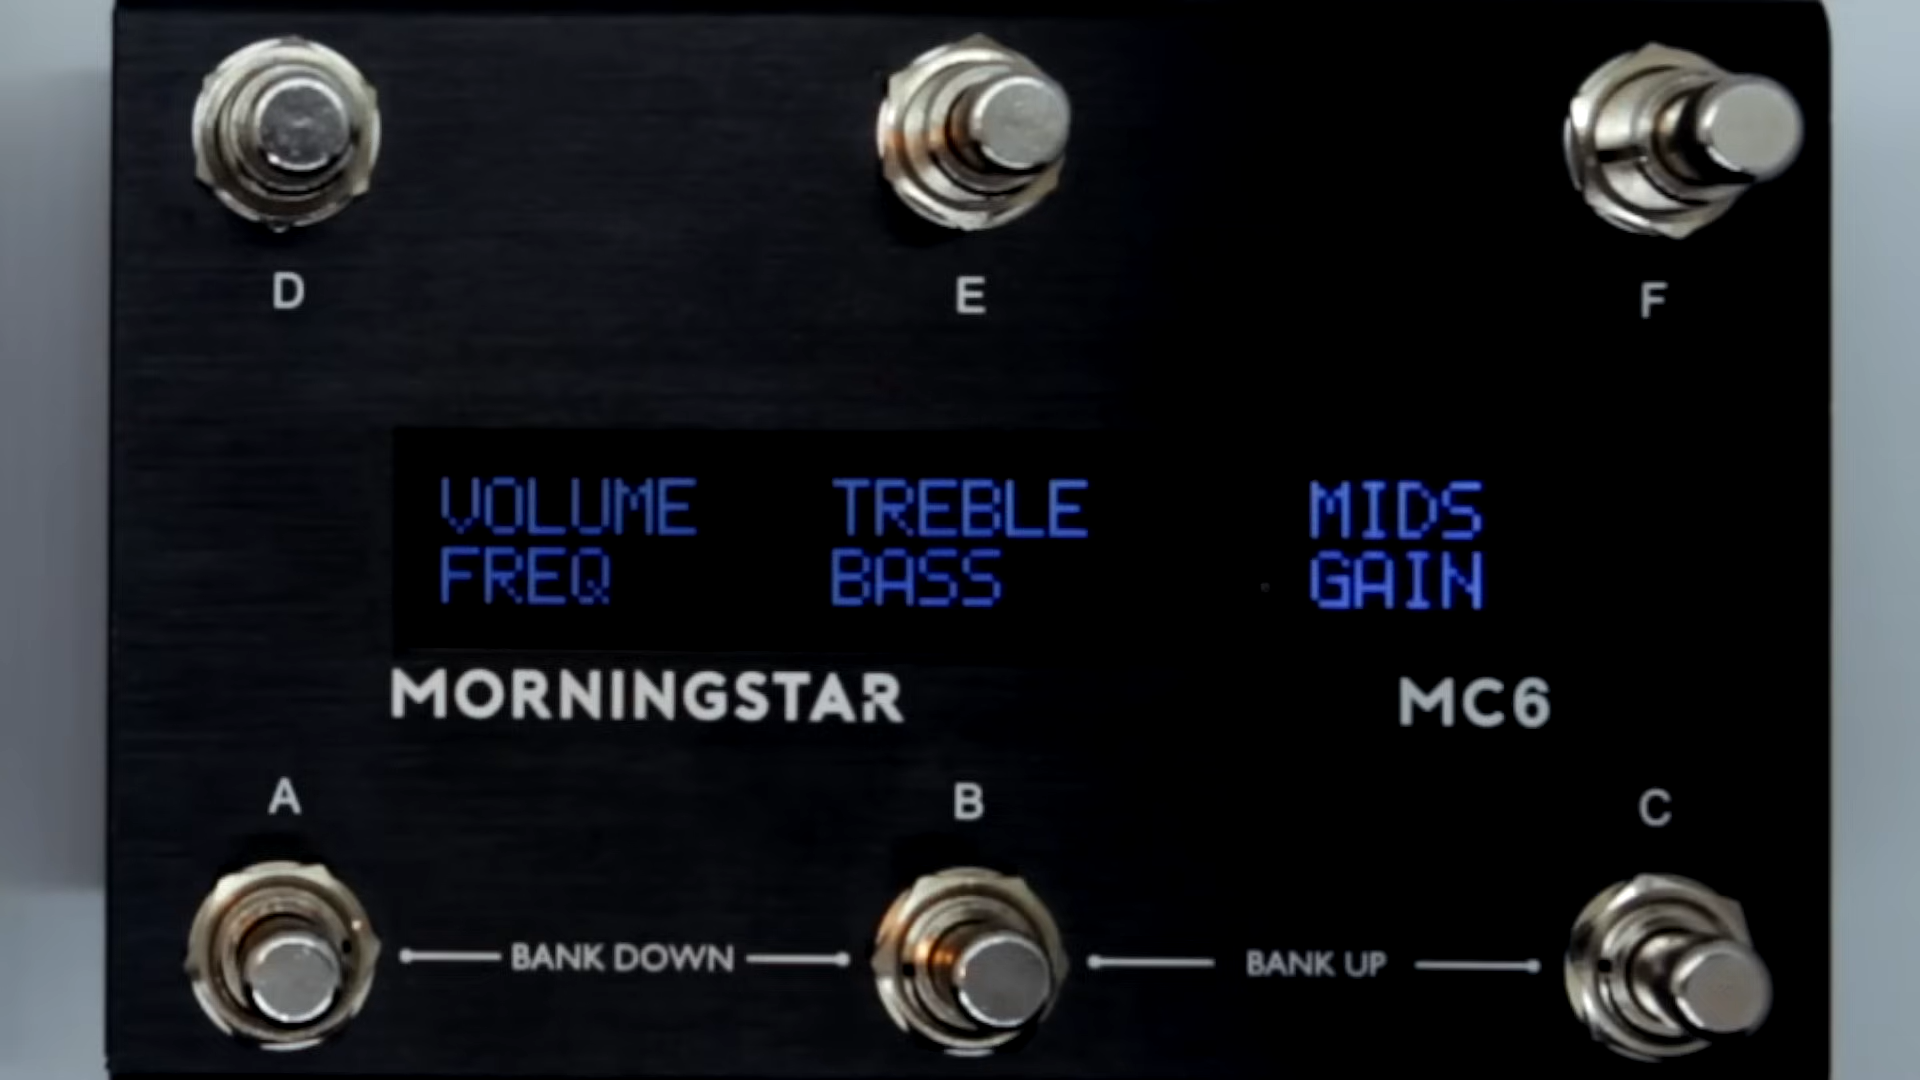 D E F
VOLUME TREBLE MIDS
FREQ BASS GAIN
MORNINGSTAR MC6
A B C
BANK DOWN BANK UP